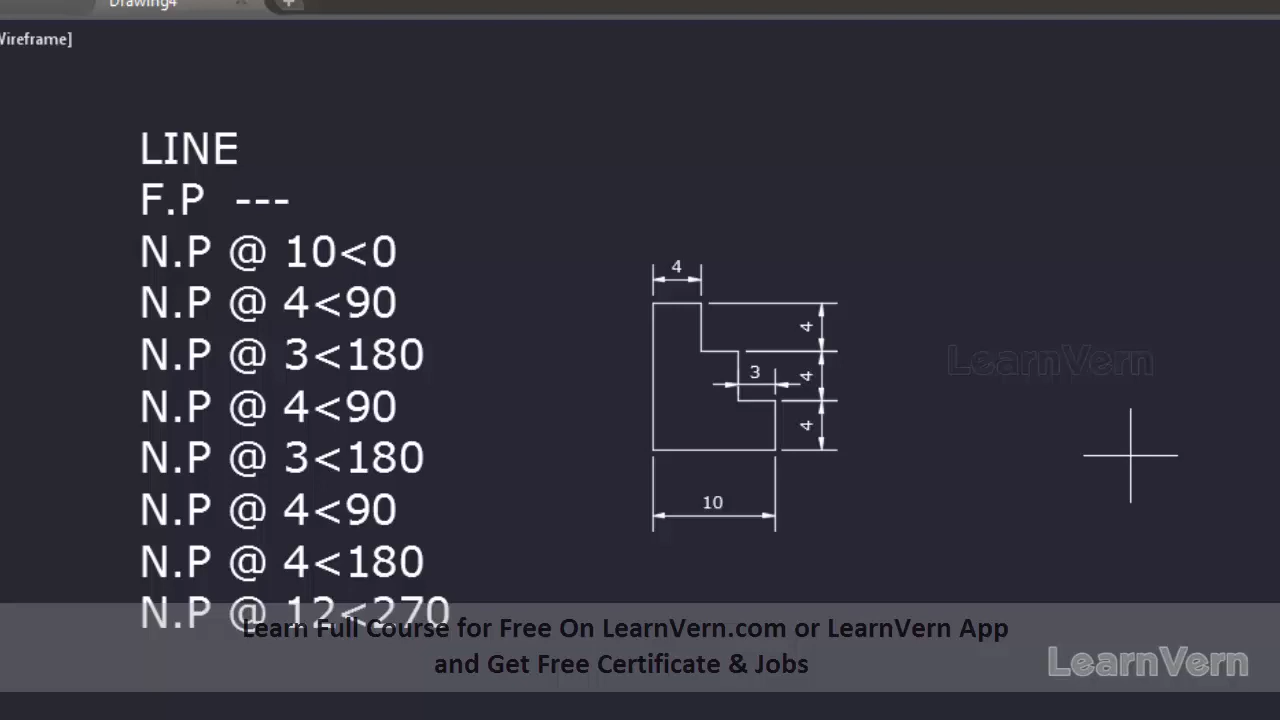 Drawing4
Wireframe]
LINE
F.P ---
N.P @ 10<0
N.P @ 4<90
N.P @ 3<180
N.P @ 4<90
N.P @ 3<180
N.P @ 4<90
N.P @ 4<180
N.P @ 12<270
4
4
3
4
4
10
LearnVern
Learn Full Course for Free On LearnVern.com or LearnVern App
and Get Free Certificate & Jobs
LearnVern